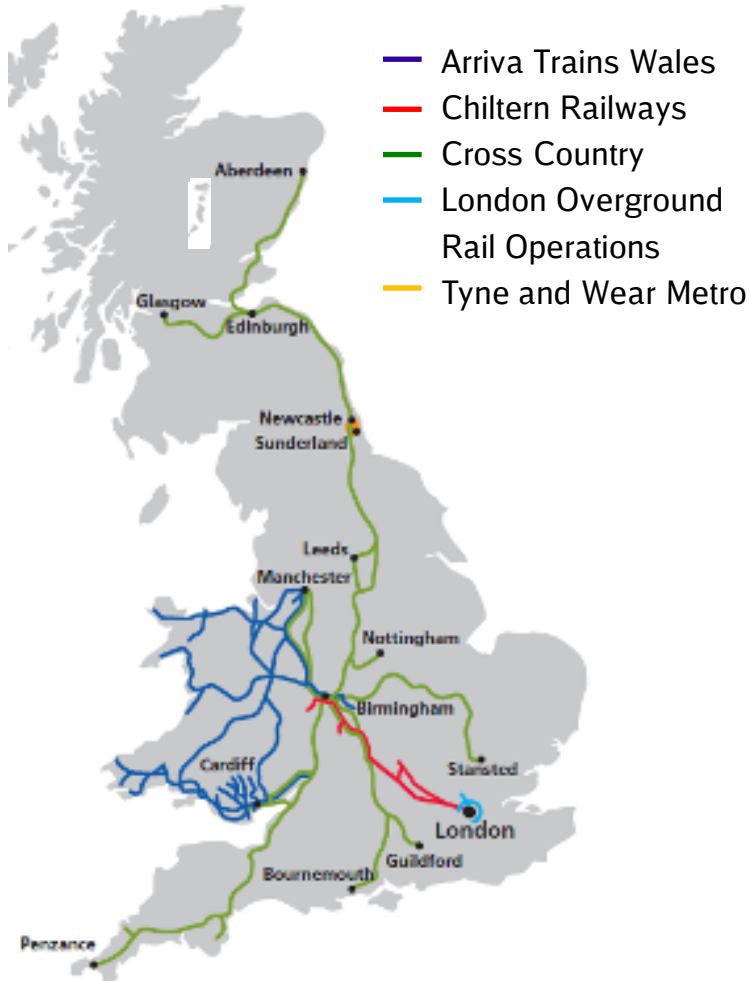 Arriva Trains Wales
Chiltern Railways
Cross Country
London Overground
Rail Operations
Tyne and Wear Metro
Aberdeen
Glasgow
Edinburgh
Newcastle
Sunderland
Leeds
Manchester
Nottingham
Birmingham
Cardiff
Stansted
London
Guildford
Bournemouth
Penzance